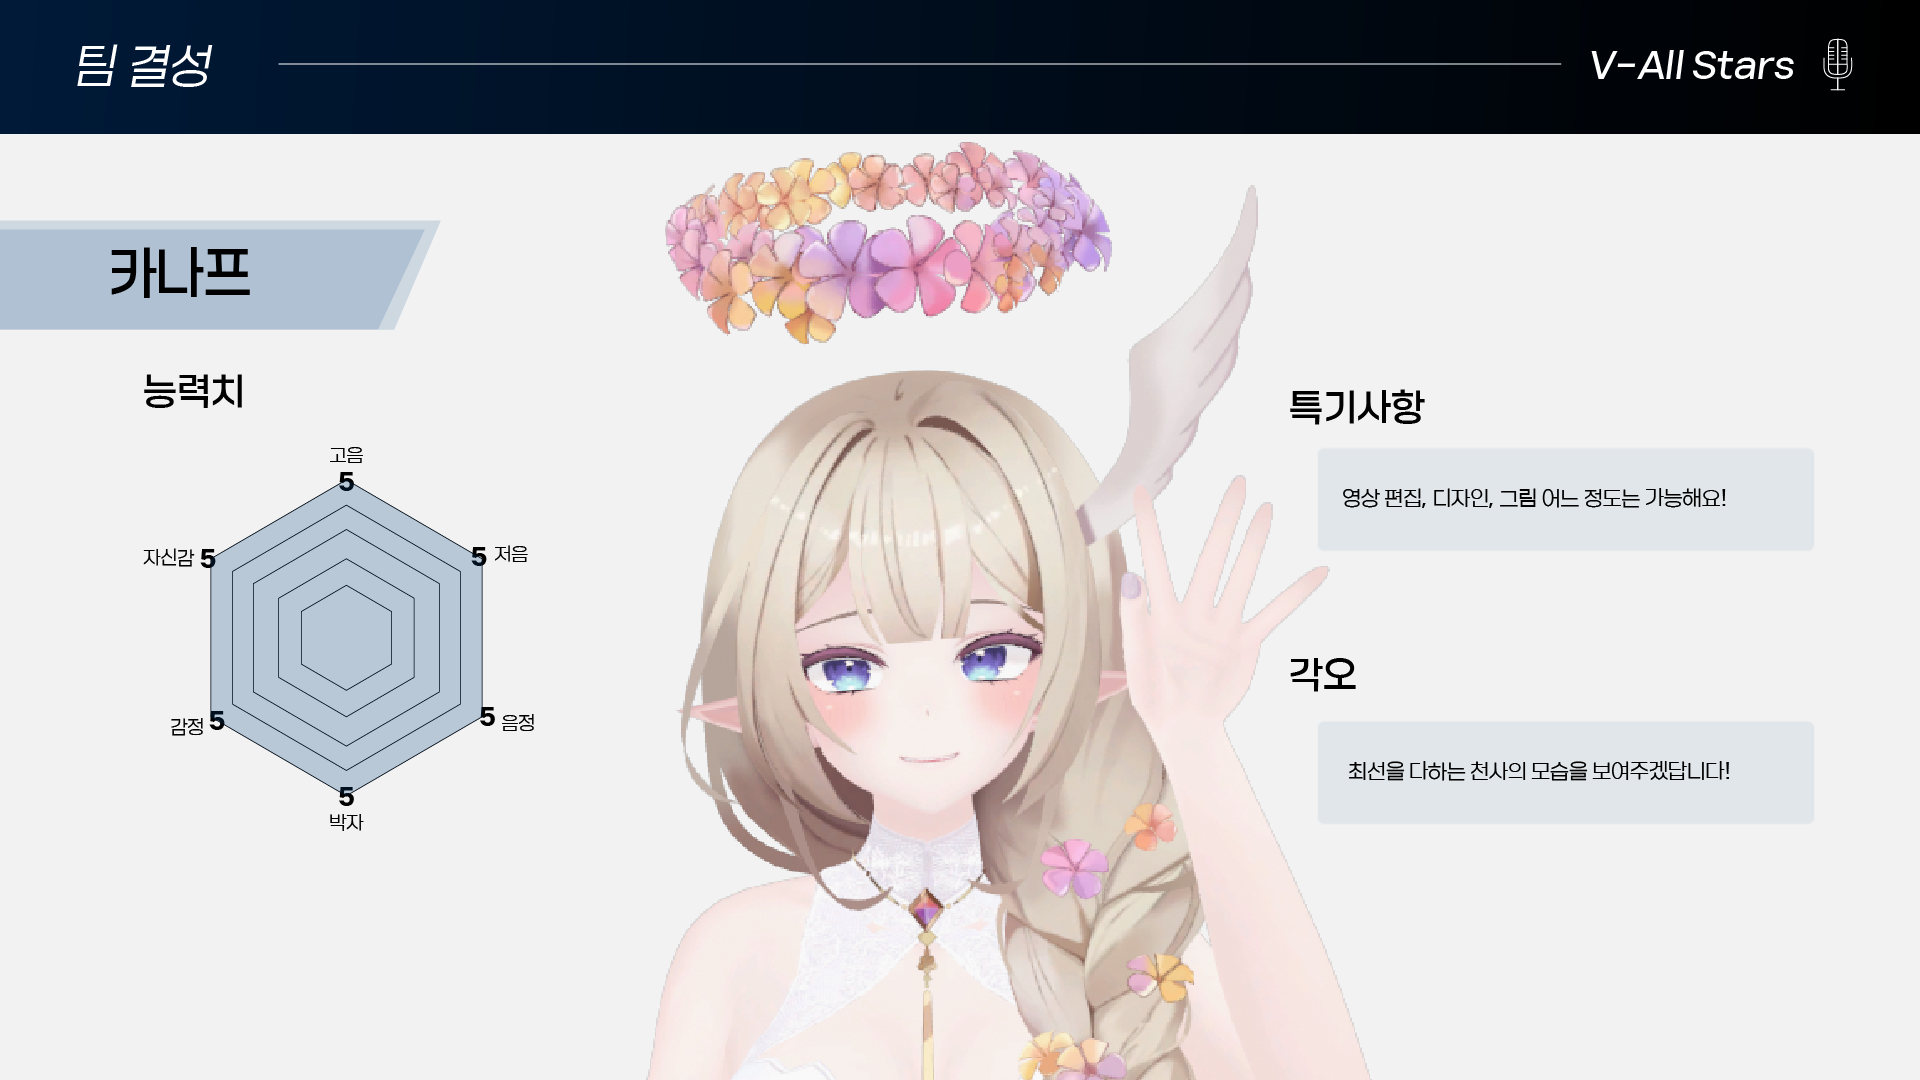 팀 결성
V-All Stars
카나프
능력치
고음
5
자신감 5
5 저음
감정 5
5 음정
5
박자
특기사항
영상 편집, 디자인, 그림 어느 정도는 가능해요!
각오
최선을 다하는 천사의 모습을 보여주겠답니다!